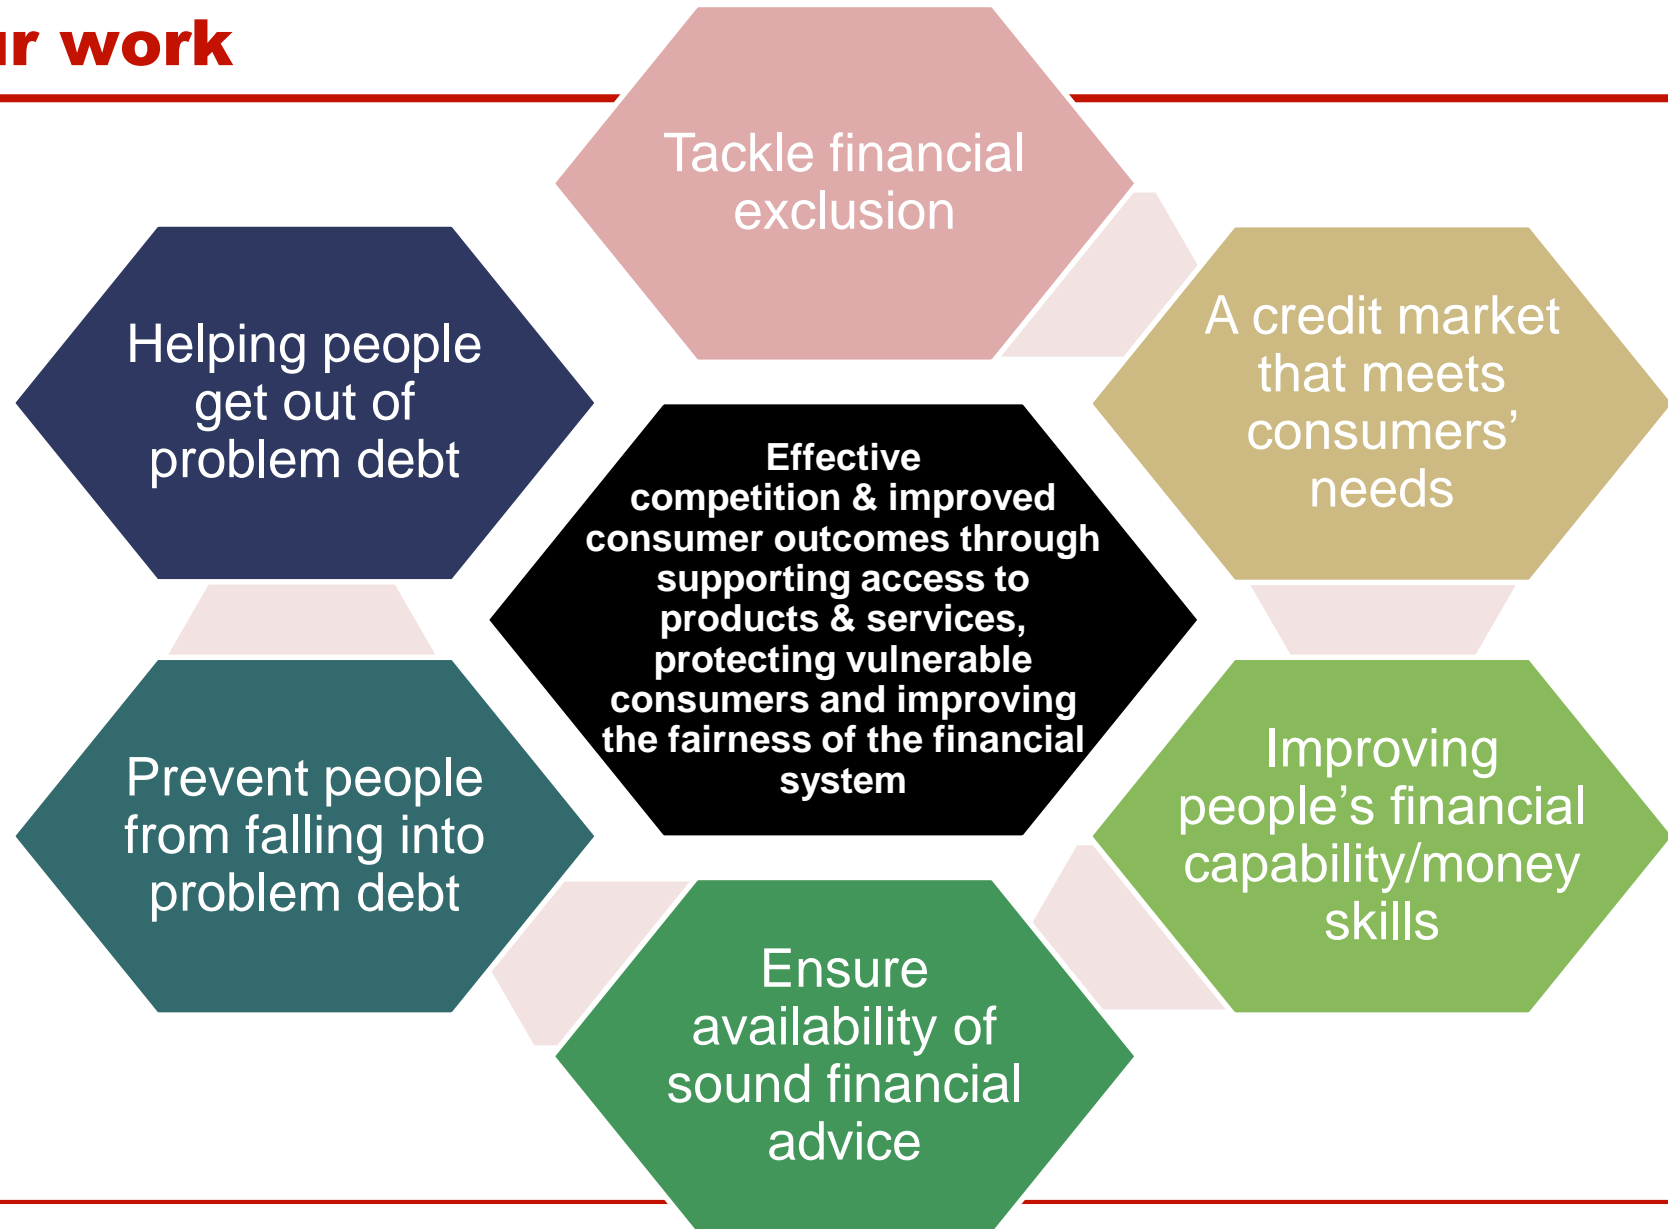 work
Tackle financial
exclusion
A credit market
that meets
consumers’
needs
Helping people
get out of
problem debt
Effective
competition & improved
consumer outcomes through
supporting access to
products & services,
protecting vulnerable
consumers and improving
the fairness of the financial
system
Prevent people
from falling into
problem debt
Improving
people’s financial
capability/money
skills
Ensure
availability of
sound financial
advice